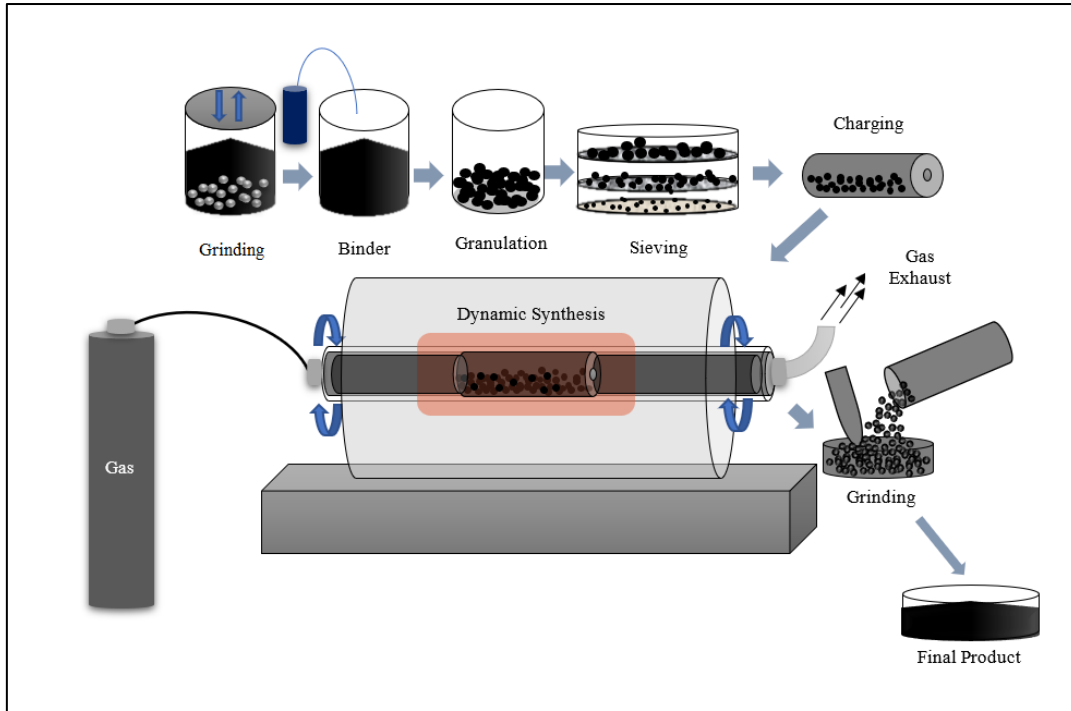 Charging
Grinding
Binder
Granulation
Sieving
Gas
Exhaust
Dynamic Synthesis
Gas
Grinding
Final Product